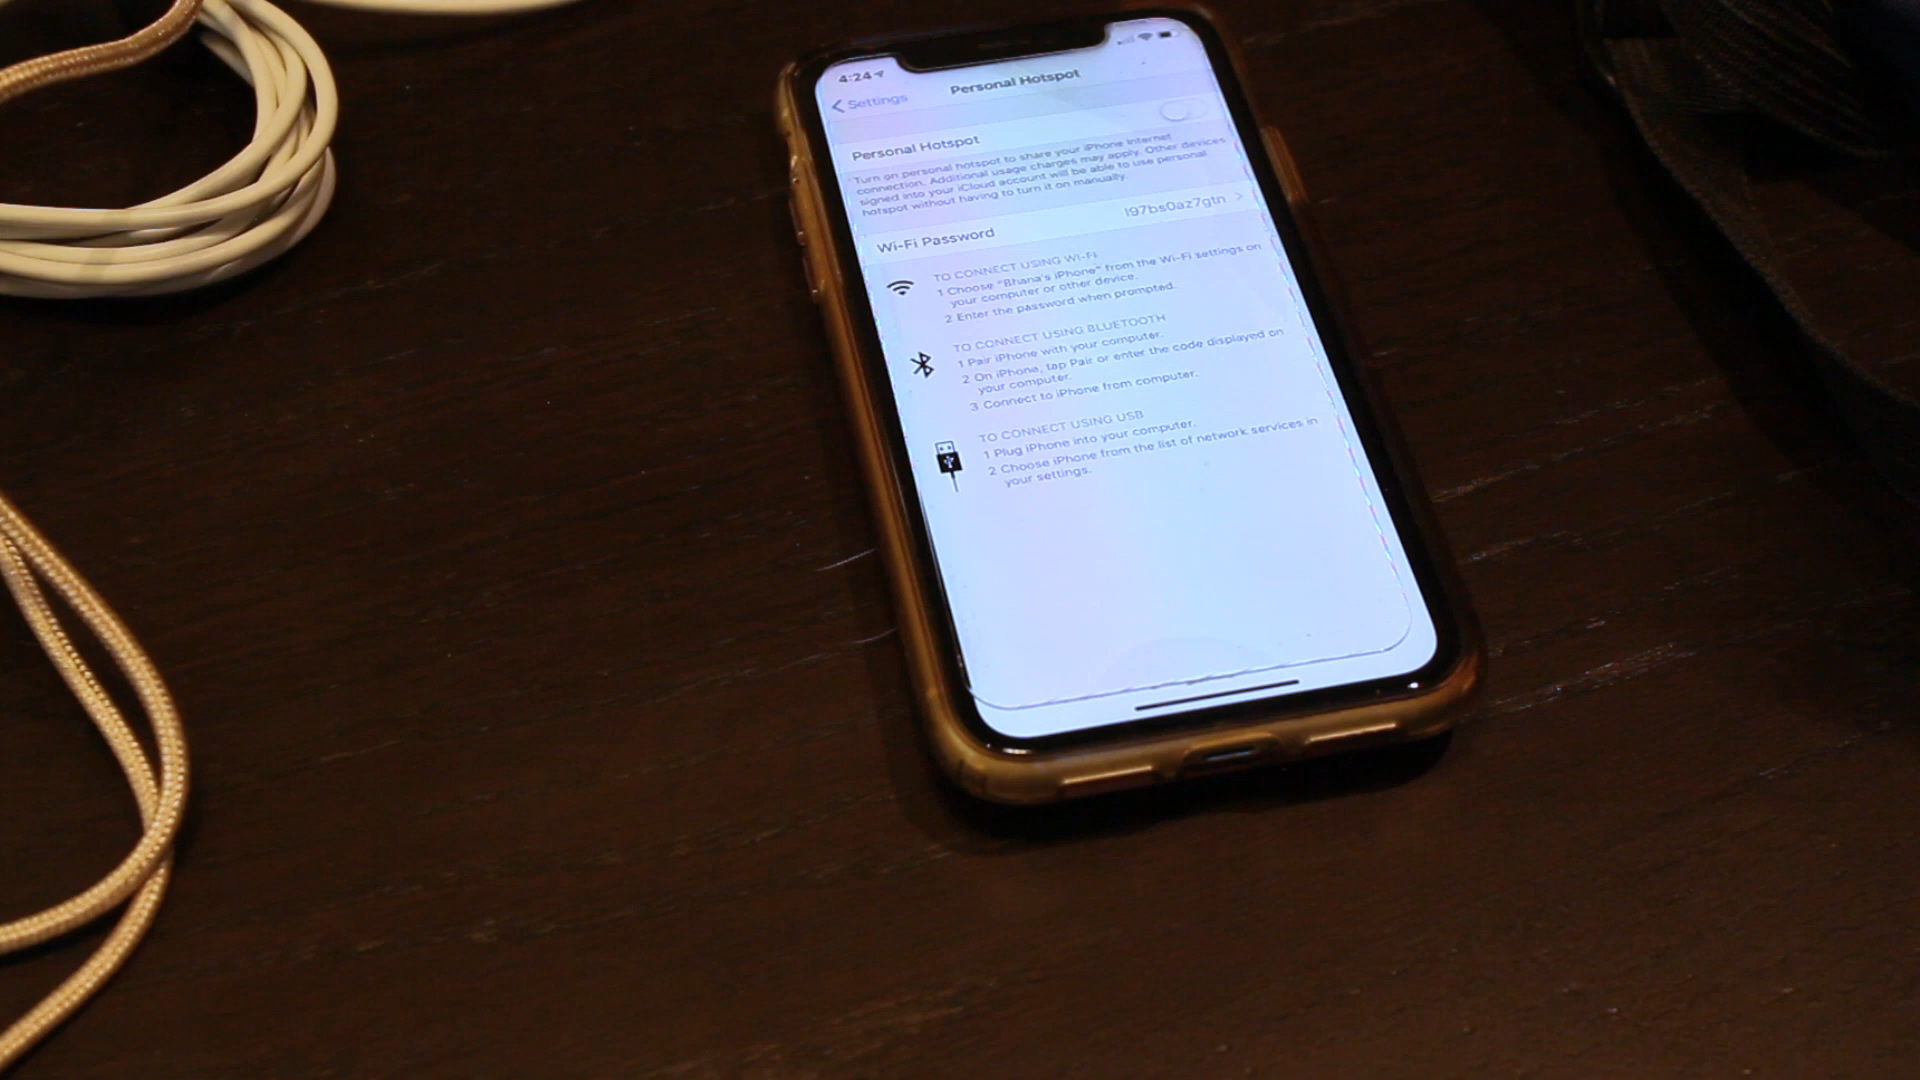 4:24
Settings
Personal Hotspot
Personal Hotspot
Turn on personal hotspot to share your iPhone Internet
connection. Additional usage charges may apply. Other devices
signed into your iCloud account will be able to use personal
hotspot without having to turn it on manually.
Wi-Fi Password l97bs0az7gtn
TO CONNECT USING WI-FI
1 Choose "Bhana's iPhone" from the Wi-Fi settings on
your computer or other device.
2 Enter the password when prompted.
TO CONNECT USING BLUETOOTH
1 Pair iPhone with your computer.
2 On iPhone, tap Pair or enter the code displayed on
your computer.
3 Connect to iPhone from computer.
TO CONNECT USING USB
1 Plug iPhone into your computer.
2 Choose iPhone from the list of network services in
your settings.